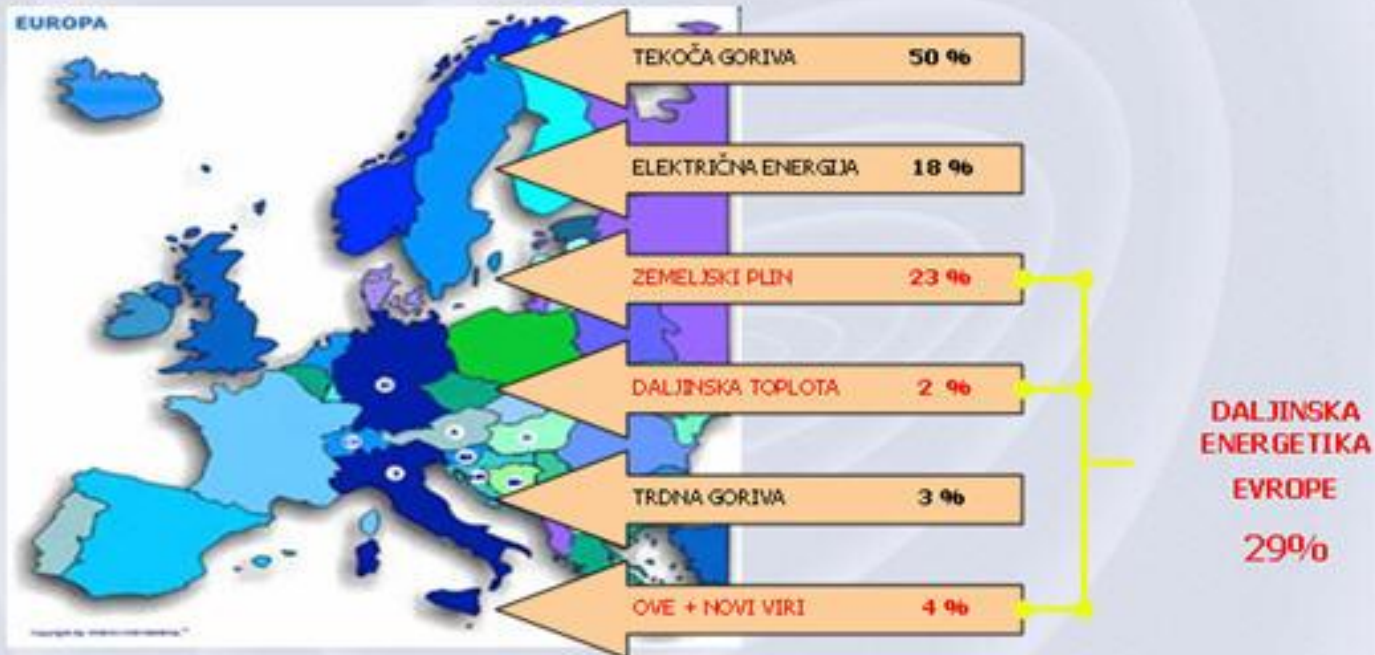 EUROPA
TEKOČA GORIVA 50 %
ELEKTRIČNA ENERGIJA 18 %
ZEMELJSKI PLIN 23 %
DALJINSKA TOPLOTA 2 %
TRDNA GORIVA 3 %
OVE + NOVI VIRI 4 %
DALJINSKA
ENERGETIKA
EVROPE
29%